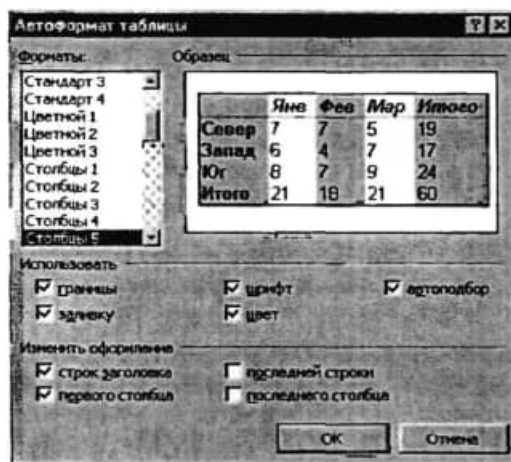 Автоформат таблицы
Форматы:
Образец
Стандарт 3
Стандарт 4
Цветной 1
Цветной 2
Цветной 3
Столбцы 1
Столбцы 2
Столбцы 3
Столбцы 4
Столбцы 5
Янв Фев Мар Итого
Север 7 7 5 19
Запад 6 4 7 17
Юг 8 7 9 24
Итого 21 18 21 60
Использовать
границы
шрифт
автоподбор
заливку
цвет
Изменить оформление
строк заголовка
последней строки
первого столбца
последнего столбца
ОК
Отмена